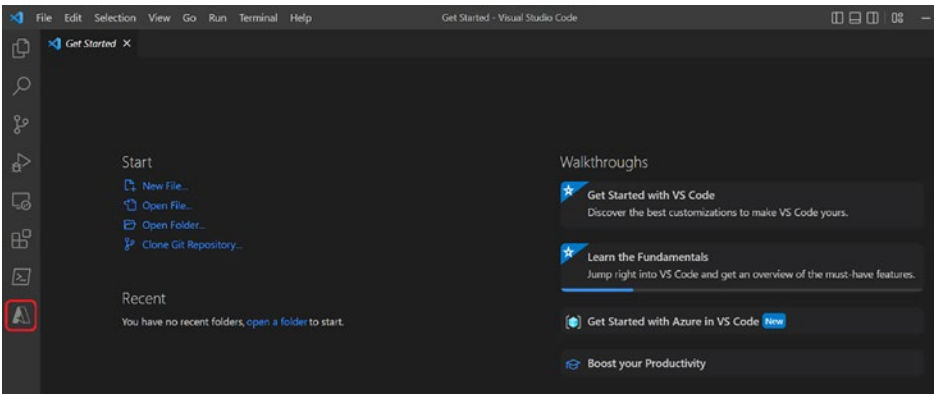 File Edit Selection View Go Run Terminal Help Get Started - Visual Studio Code
Get Started
Start
New File...
Open File...
Open Folder...
Clone Git Repository...
Recent
You have no recent folders, open a folder to start.
Walkthroughs
Get Started with VS Code
Discover the best customizations to make VS Code yours.
Learn the Fundamentals
Jump right into VS Code and get an overview of the must-have features.
Get Started with Azure in VS Code New
Boost your Productivity